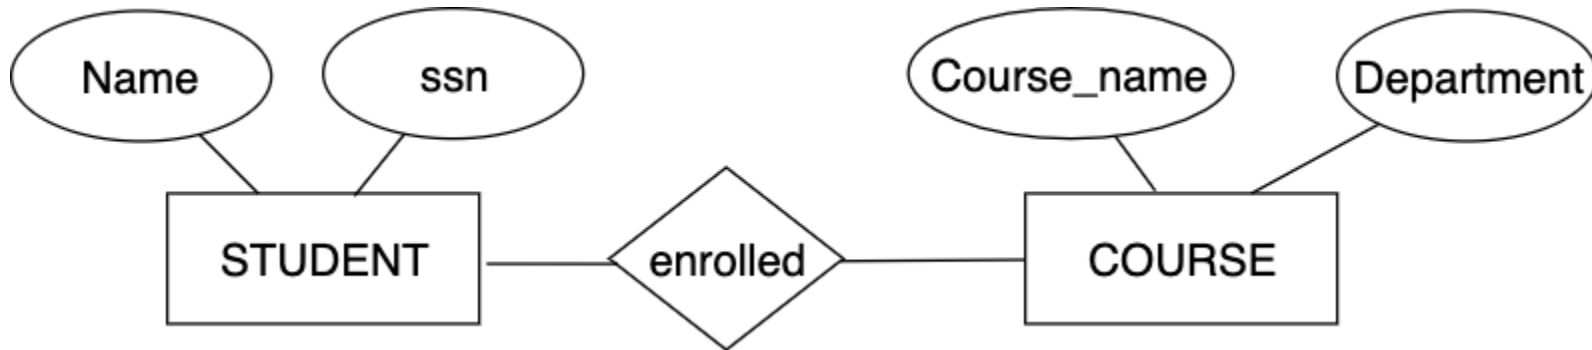 Name
ssn
Course_name
Department
STUDENT
enrolled
COURSE